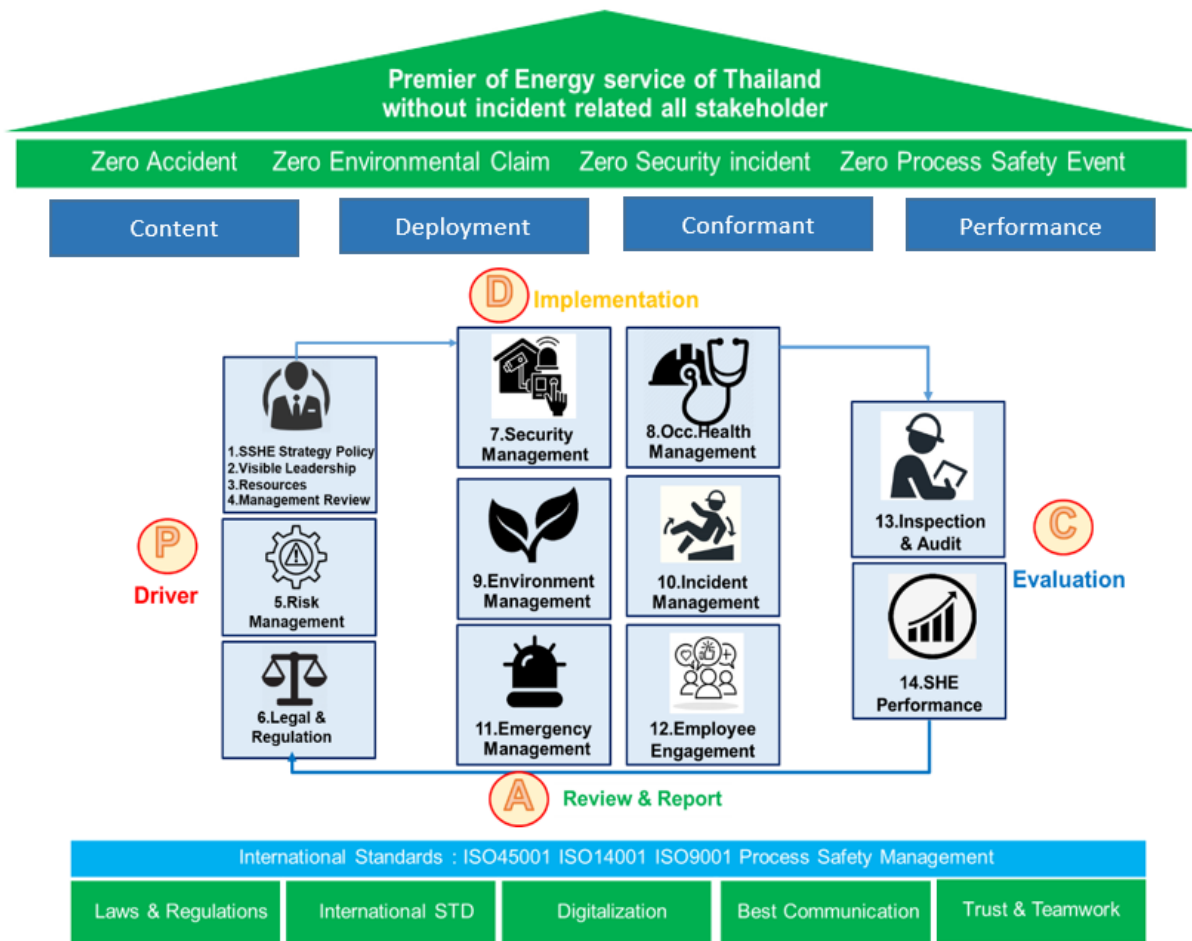 Premier of Energy service of Thailand
without incident related all stakeholder
Zero Accident Zero Environmental Claim Zero Security incident Zero Process Safety Event
Content
Deployment
Conformant
Performance
D
Implementation
1.SSHE Strategy Policy
2.Visible Leadership
3.Resources
4.Management Review
7.Security
Management
8.Occ.Health
Management
13.Inspection
& Audit
P
Driver
5.Risk
Management
9.Environment
Management
10.Incident
Management
C
Evaluation
6.Legal &
Regulation
11.Emergency
Management
12.Employee
Engagement
14.SHE
Performance
A
Review & Report
International Standards : ISO45001 ISO14001 ISO9001 Process Safety Management
Laws & Regulations
International STD
Digitalization
Best Communication
Trust & Teamwork